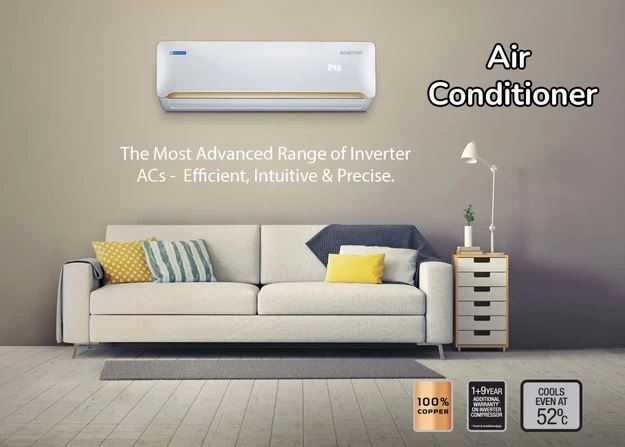 INVERTER
Air
Conditioner
The Most Advanced Range of Inverter
ACs - Efficient, Intuitive & Precise.
100%
COPPER
1+9YEAR
ADDITIONAL
WARRANTY*
ON INVERTER
COMPRESSOR
COOLS
EVEN AT
52°C